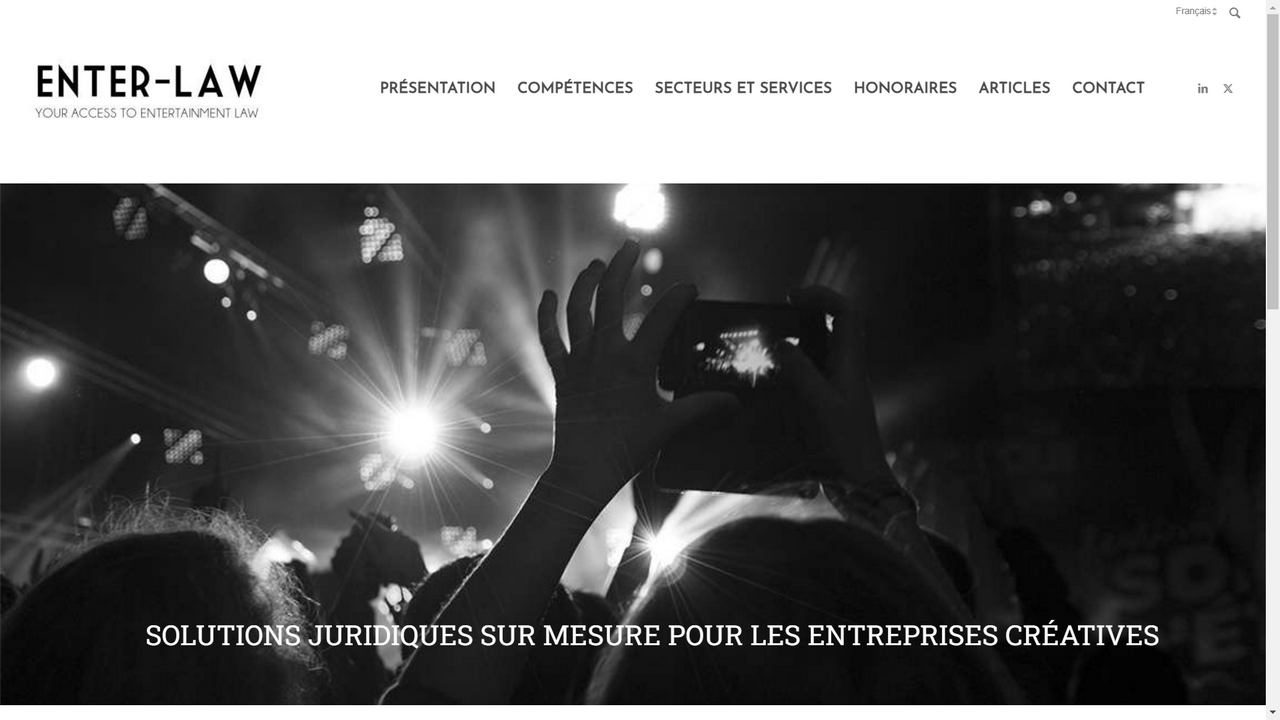 Français
ENTER-LAW
YOUR ACCESS TO ENTERTAINMENT LAW
PRÉSENTATION COMPÉTENCES SECTEURS ET SERVICES HONORAIRES ARTICLES CONTACT
SOLUTIONS JURIDIQUES SUR MESURE POUR LES ENTREPRISES CRÉATIVES